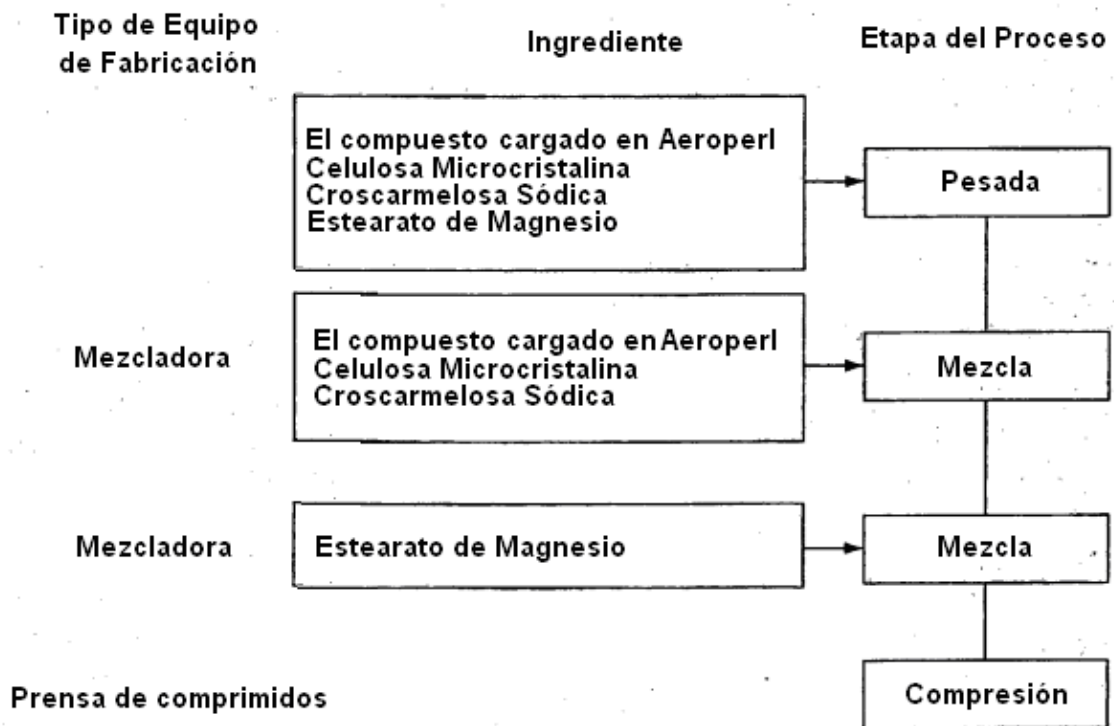 Tipo de Equipo
de Fabricación
Ingrediente
Etapa del Proceso
El compuesto cargado en Aeroperl
Celulosa Microcristalina
Croscarmelosa Sódica
Estearato de Magnesio
Pesada
Mezcladora
El compuesto cargado en Aeroperl
Celulosa Microcristalina
Croscarmelosa Sódica
Mezcla
Mezcladora
Estearato de Magnesio
Mezcla
Prensa de comprimidos
Compresión